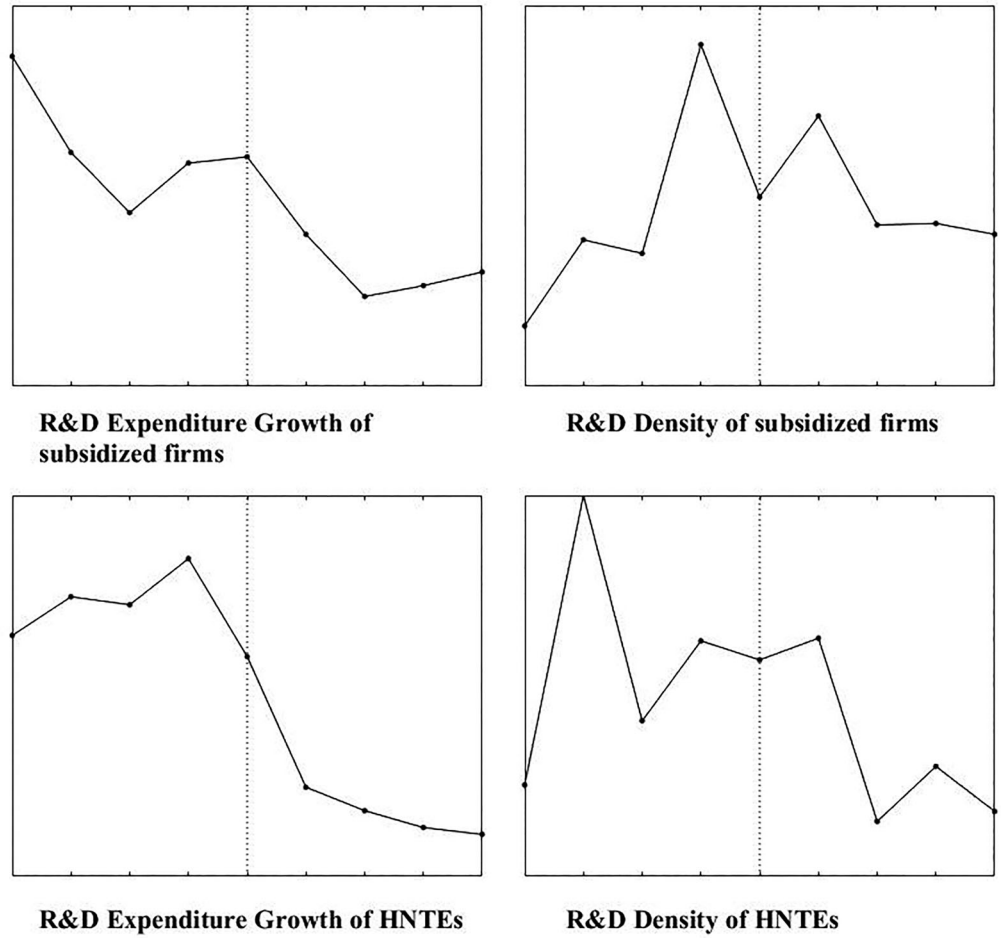 R&D Expenditure Growth of
subsidized firms
R&D Density of subsidized firms
R&D Expenditure Growth of HNTEs
R&D Density of HNTEs